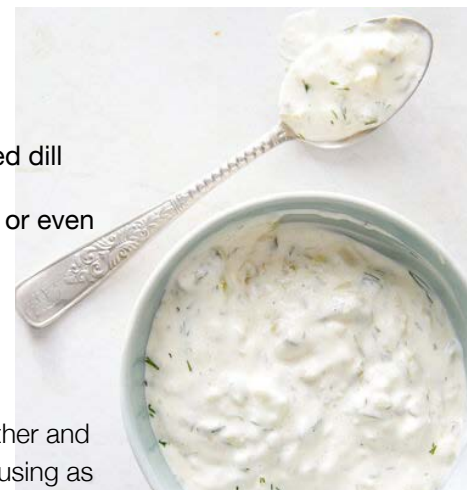 ed dill
or even
ther and
using as